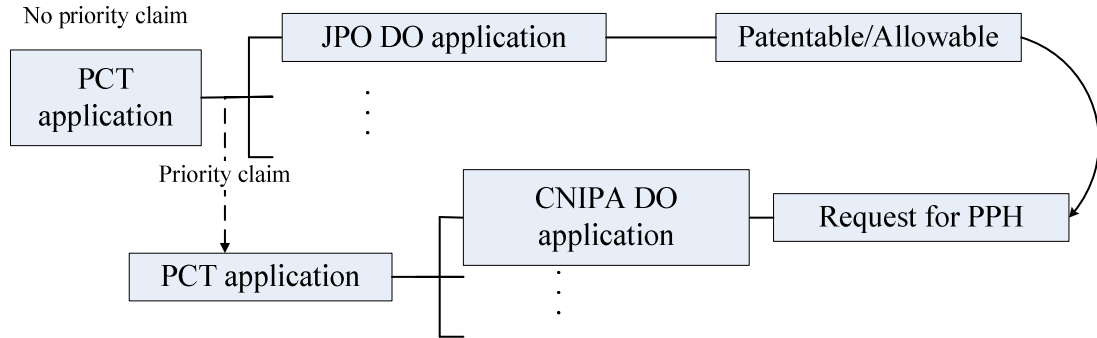 No priority claim
JPO DO application
Patentable/Allowable
PCT
application
Priority claim
CNIPA DO
application
Request for PPH
PCT application